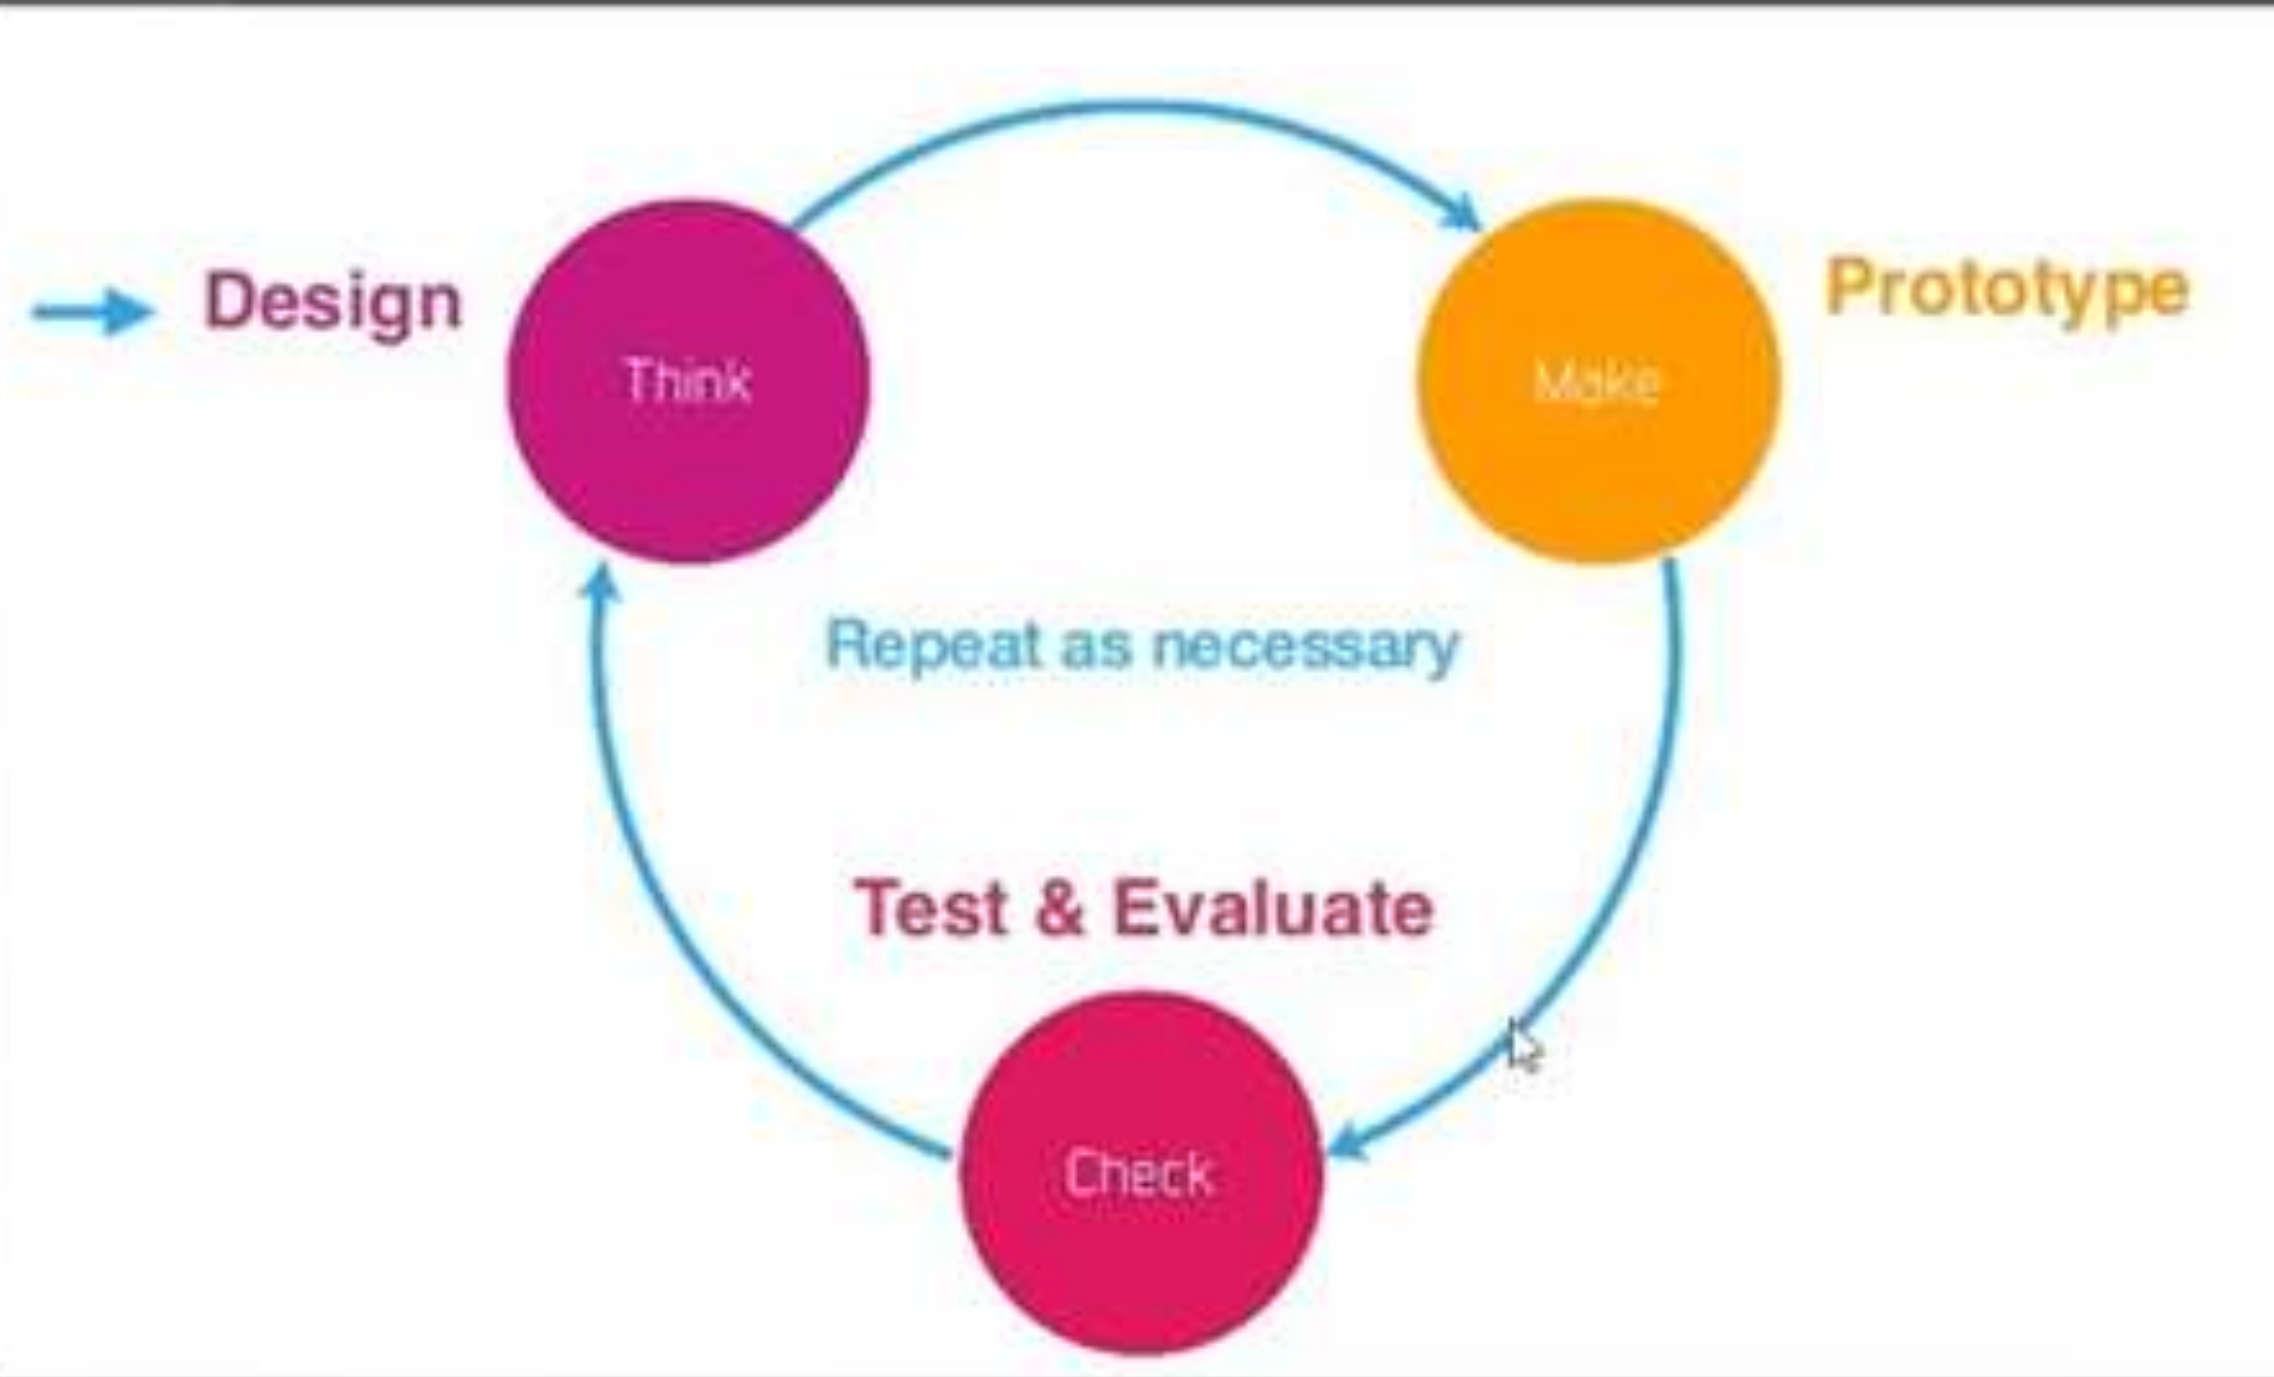 Design
Think
Make
Prototype
Repeat as necessary
Test & Evaluate
Check